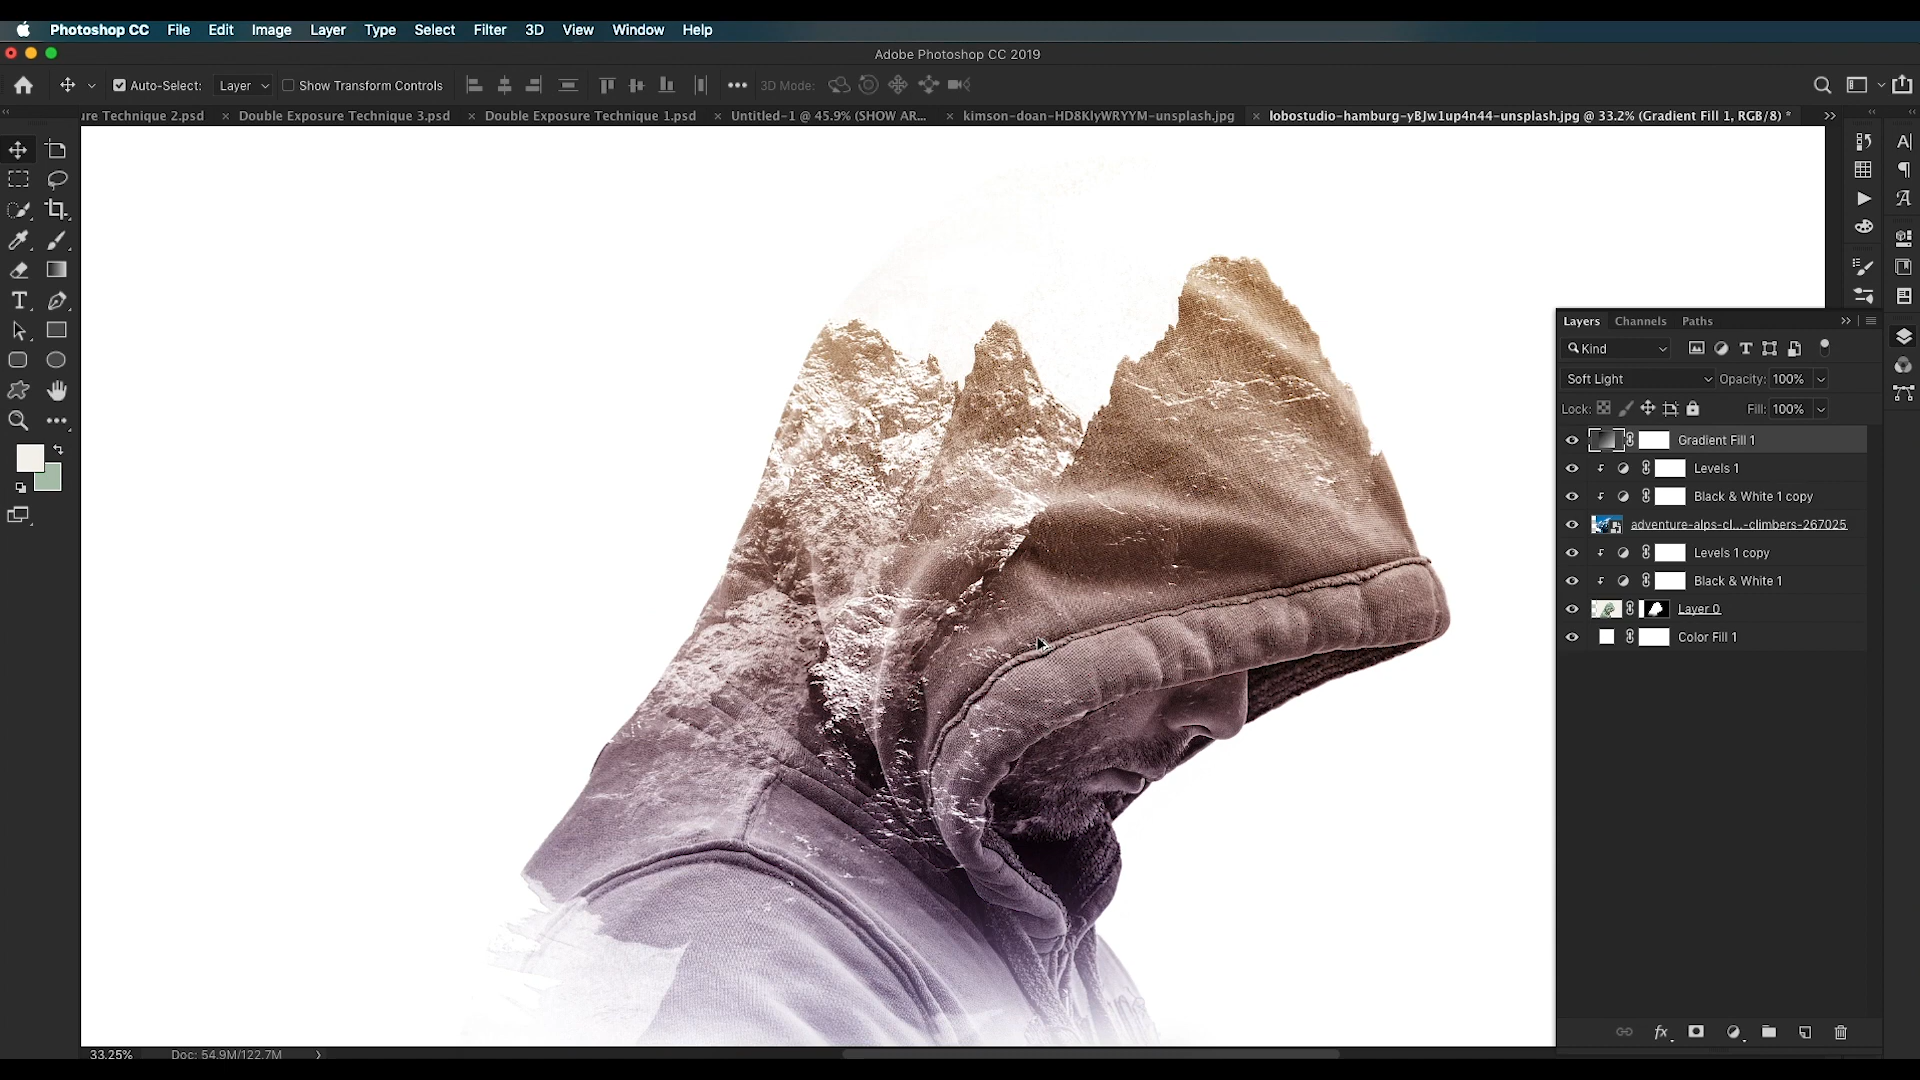 Photoshop CC File Edit Image Layer Type Select Filter 3D View Window Help
Adobe Photoshop CC 2019
Auto-Select: Layer Show Transform Controls 3D Mode:
ure Technique 2.psd × Double Exposure Technique 3.psd × Double Exposure Technique 1.psd × Untitled-1 @ 45.9% (SHOW AR... × kimson-doan-HD8KlyWRYYM-unsplash.jpg × lobostudio-hamburg-yBJw1up4n44-unsplash.jpg @ 33.2% (Gradient Fill 1, RGB/8) *
Layers Channels Paths
Kind
Soft Light Opacity: 100%
Lock: Fill: 100%
Gradient Fill 1
Levels 1
Black & White 1 copy
adventure-alps-cl...-climbers-267025
Levels 1 copy
Black & White 1
Layer 0
Color Fill 1
33.25% Doc: 54.9M/122.7M